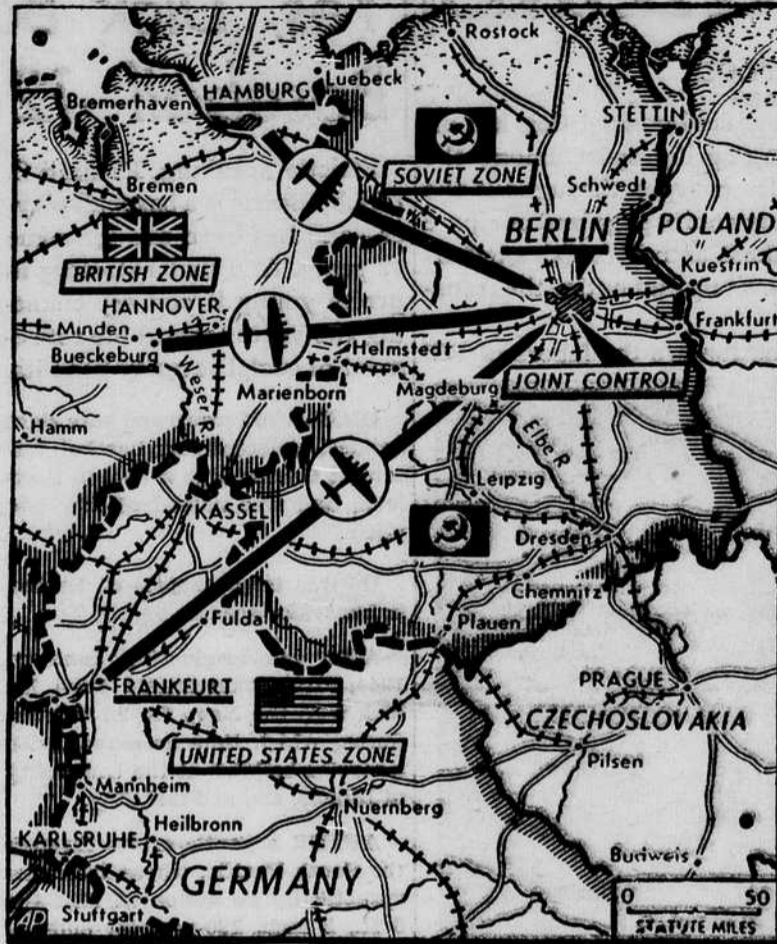 Rostock
Luebeck
HAMBURG
Bremerhaven
STETTIN
SOVIET ZONE
Schwedt
Bremen
BERLIN
POLAND
BRITISH ZONE
Kuestrin
HANNOVER
Minden
Frankfurt
Bueckeburg
Helmstedt
Weser R.
Marienborn
Magdeburg
JOINT CONTROL
Hamm
Elbe R
Leipzig
KASSEL
Dresden
Chemnitz
Fulda
Plauen
FRANKFURT
PRAGUE
CZECHOSLOVAKIA
UNITED STATES ZONE
Pilsen
Mannheim
Nuernberg
Heilbronn
KARLSRUHE
Budweis
GERMANY
0 50
Stuttgart
STATUTE MILES
AP